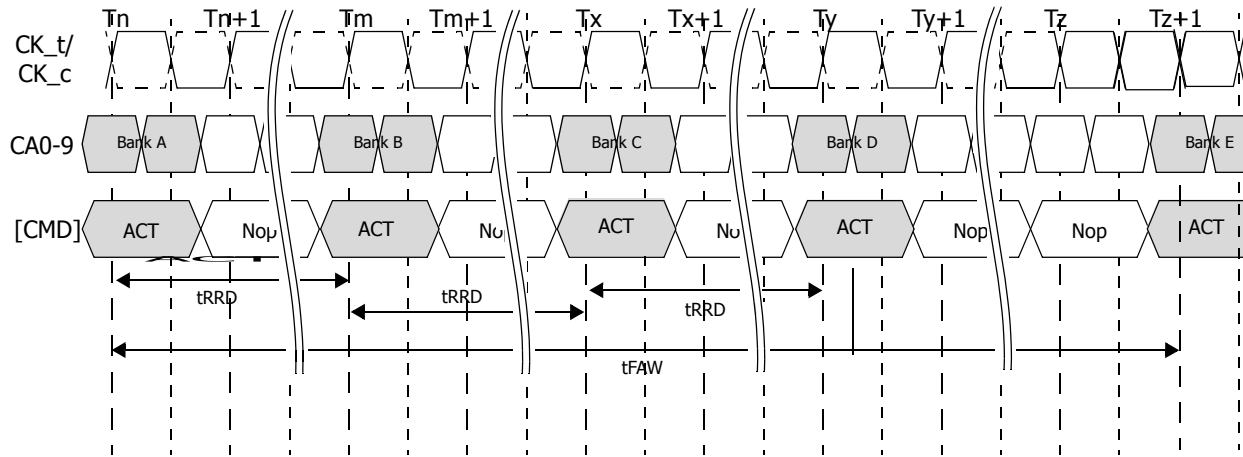 Tn Tn+1 Tm Tm+1 Tx Tx+1 Ty Ty+1 Tz Tz+1
CK_t/
CK_c
CA0-9 Bank A Bank B Bank C Bank D Bank E
[CMD] ACT Nop ACT ACT ACT Nop Nop ACT
tRRD tRRD tRRD
tFAW